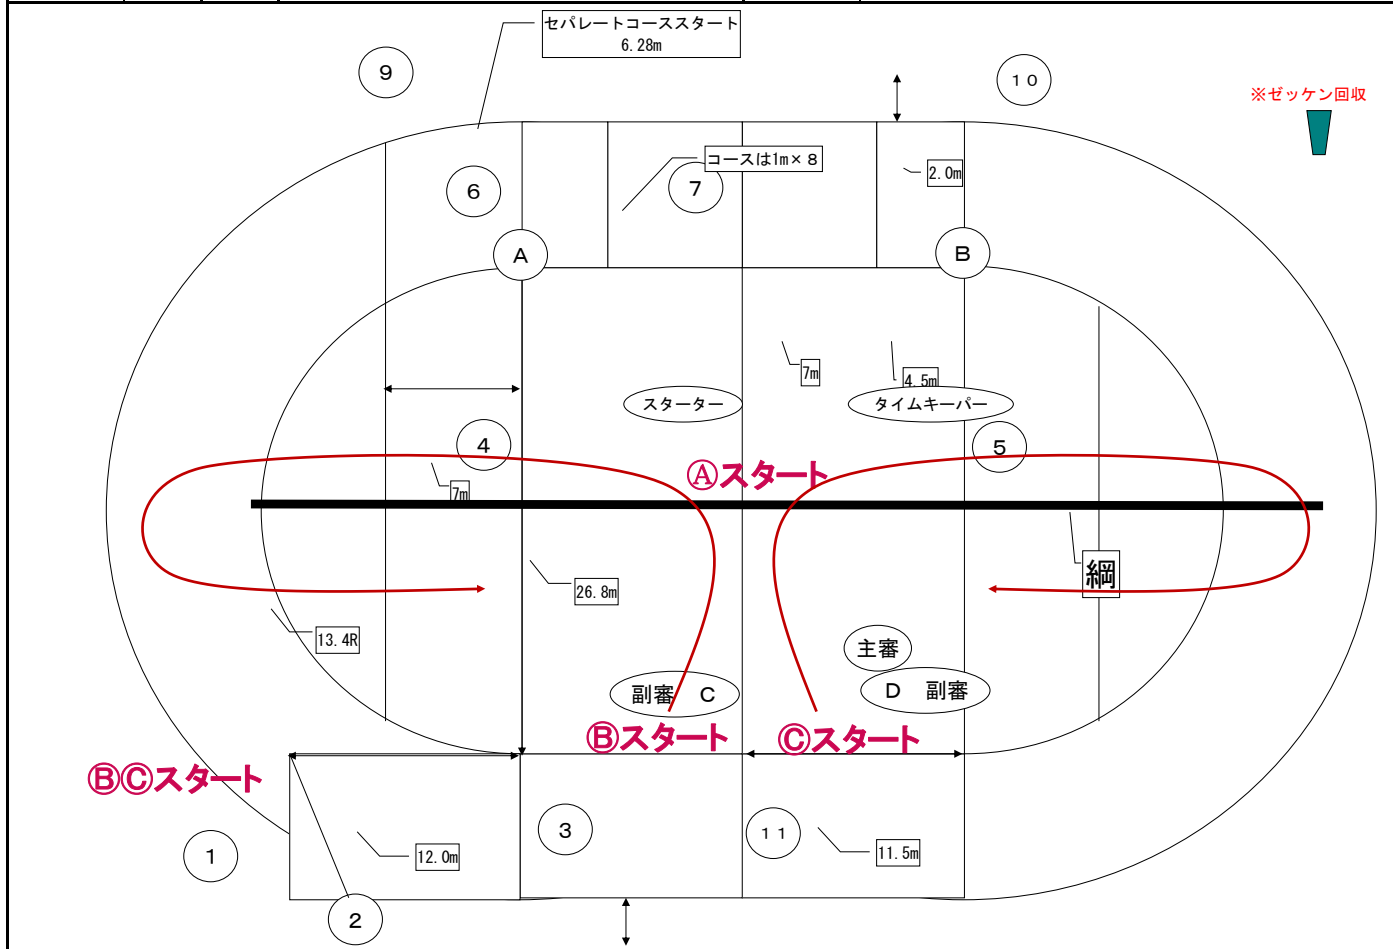 セパレートコーススタート
6.28m
9
10
※ゼッケン回収
コースは1m×8
2.0m
6
7
A
B
7m
4.5m
スターター
タイムキーパー
4
5
Ⓐスタート
7m
綱
26.8m
13.4R
主審
副審 C
D 副審
Ⓑスタート
Ⓒスタート
ⒷⒸスタート
3
11
1
12.0m
11.5m
2